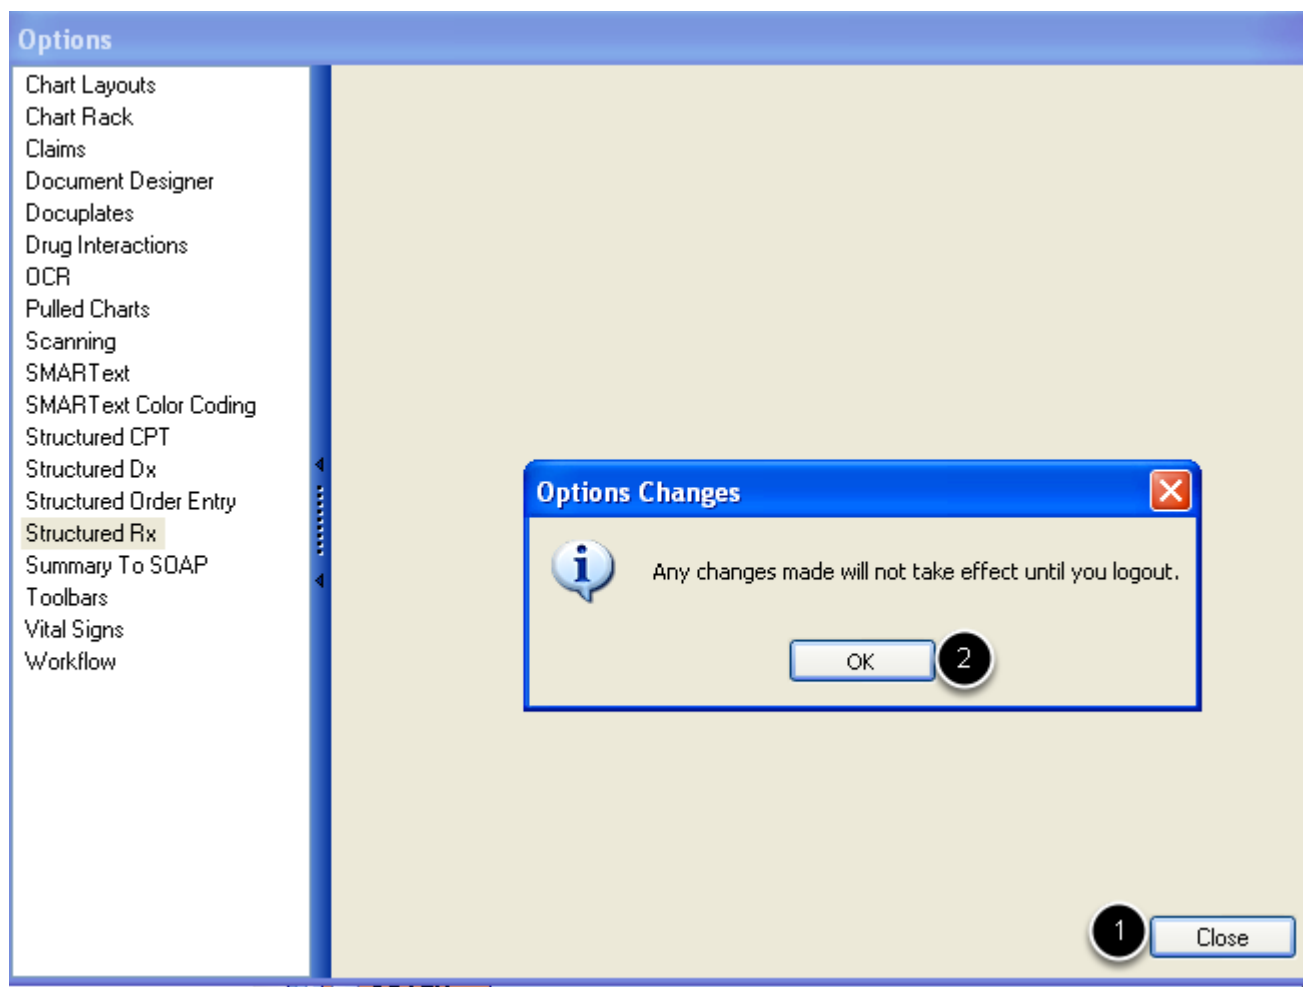 Options
Chart Layouts
Chart Rack
Claims
Document Designer
Docuplates
Drug Interactions
OCR
Pulled Charts
Scanning
SMARText
SMARText Color Coding
Structured CPT
Structured Dx
Structured Order Entry
Structured Rx
Summary To SOAP
Toolbars
Vital Signs
Workflow
Options Changes
Any changes made will not take effect until you logout.
OK 2
1 Close